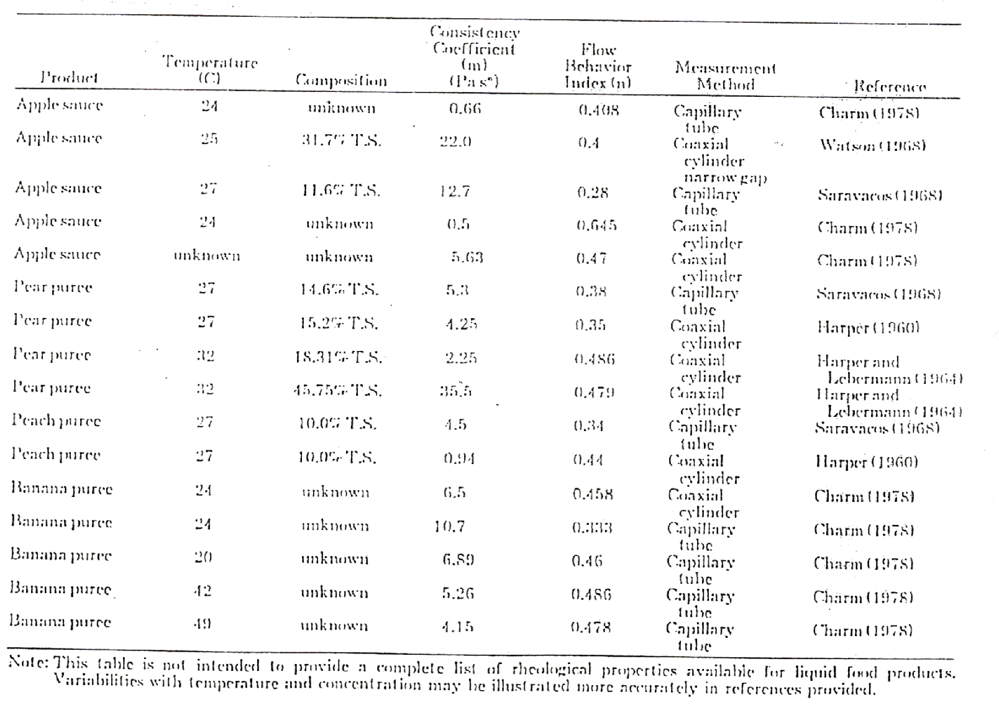 Product Temperature (C) Composition Consistency Coefficient (m) (Pa sⁿ) Flow Behavior Index (n) Measurement Method Reference
Apple sauce 24 unknown 0.66 0.408 Capillary tube Charm (1978)
Apple sauce 25 31.7% T.S. 22.0 0.4 Coaxial cylinder narrow gap Watson (1968)
Apple sauce 27 11.6% T.S. 12.7 0.28 Capillary tube Saravacos (1968)
Apple sauce 24 unknown 0.5 0.645 Coaxial cylinder Charm (1978)
Apple sauce unknown unknown 5.63 0.47 Coaxial cylinder Charm (1978)
Pear puree 27 14.6% T.S. 5.3 0.38 Capillary tube Saravacos (1968)
Pear puree 27 15.2% T.S. 4.25 0.35 Coaxial cylinder Harper (1960)
Pear puree 32 18.31% T.S. 2.25 0.486 Coaxial cylinder Harper and Lebermann (1964)
Pear puree 32 45.75% T.S. 35.5 0.479 Coaxial cylinder Harper and Lebermann (1964)
Peach puree 27 10.0% T.S. 4.5 0.34 Capillary tube Saravacos (1968)
Peach puree 27 10.0% T.S. 0.94 0.44 Coaxial cylinder Harper (1960)
Banana puree 24 unknown 6.5 0.458 Coaxial cylinder Charm (1978)
Banana puree 24 unknown 10.7 0.333 Capillary tube Charm (1978)
Banana puree 20 unknown 6.89 0.46 Capillary tube Charm (1978)
Banana puree 42 unknown 5.26 0.486 Capillary tube Charm (1978)
Banana puree 49 unknown 4.15 0.478 Capillary tube Charm (1978)
Note: This table is not intended to provide a complete list of rheological properties available for liquid food products.
Variabilities with temperature and concentration may be illustrated more accurately in references provided.